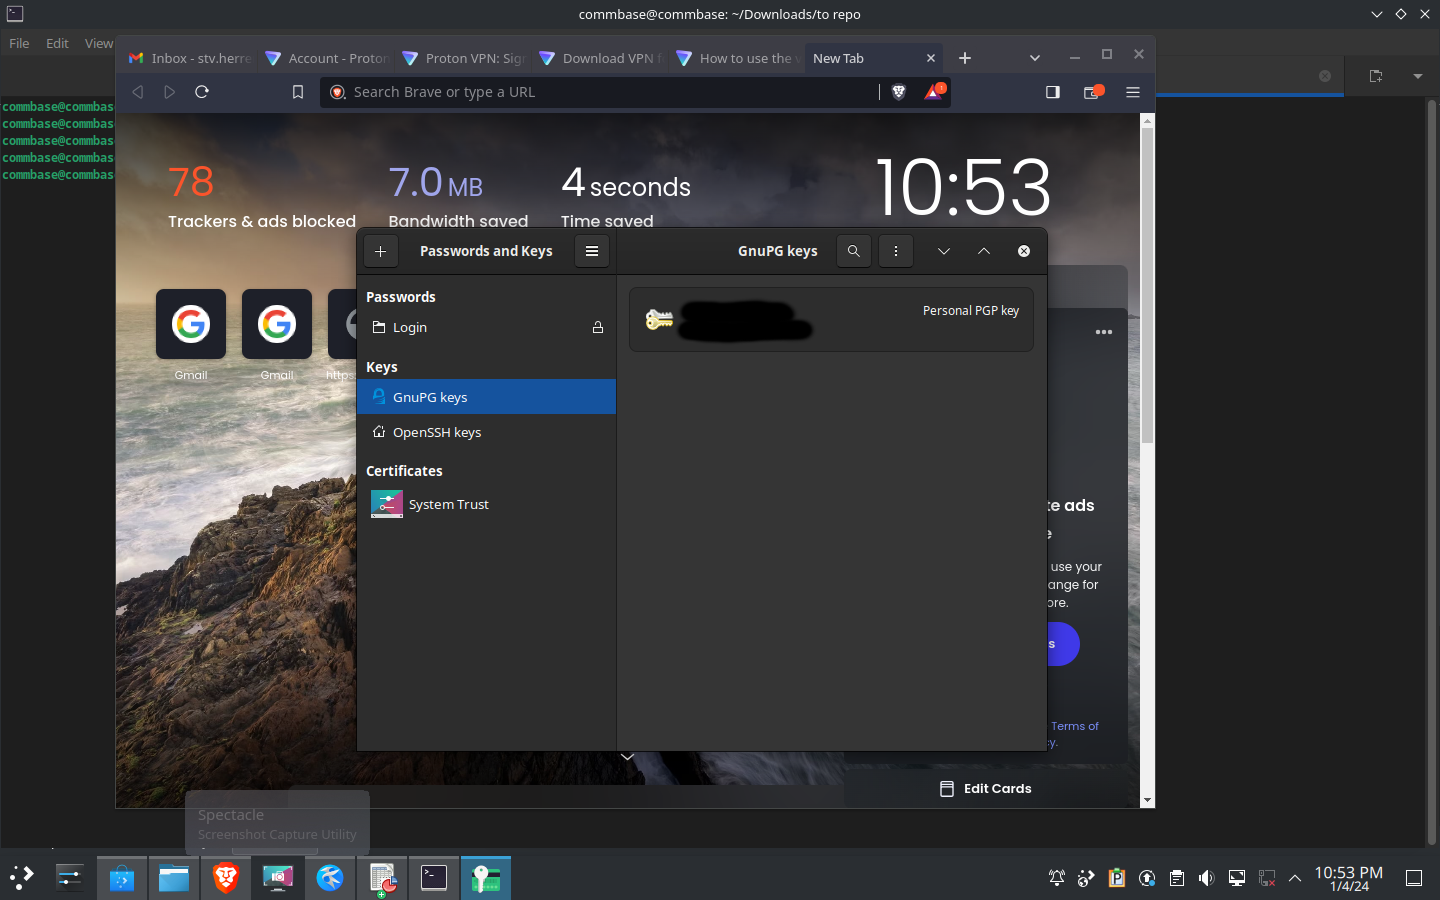 commbase@commbase: ~/Downloads/to repo
File Edit View
Inbox - stv.herre
Account - Proton
Proton VPN: Sig
Download VPN f
How to use the
New Tab
Search Brave or type a URL
1
commbase@commbas
commbase@commbas
commbase@commbas
commbase@commbas
commbase@commbas
78
Trackers & ads blocked
7.0 MB
Bandwidth saved
4 seconds
Time saved
10:53
Gmail
Gmail
https
Passwords and Keys
GnuPG keys
Passwords
Login
Keys
GnuPG keys
OpenSSH keys
Certificates
System Trust
Personal PGP key
te ads
e
use your
ange for
ore.
s
Terms of
cy.
Edit Cards
Spectacle
Screenshot Capture Utility
10:53 PM
1/4/24